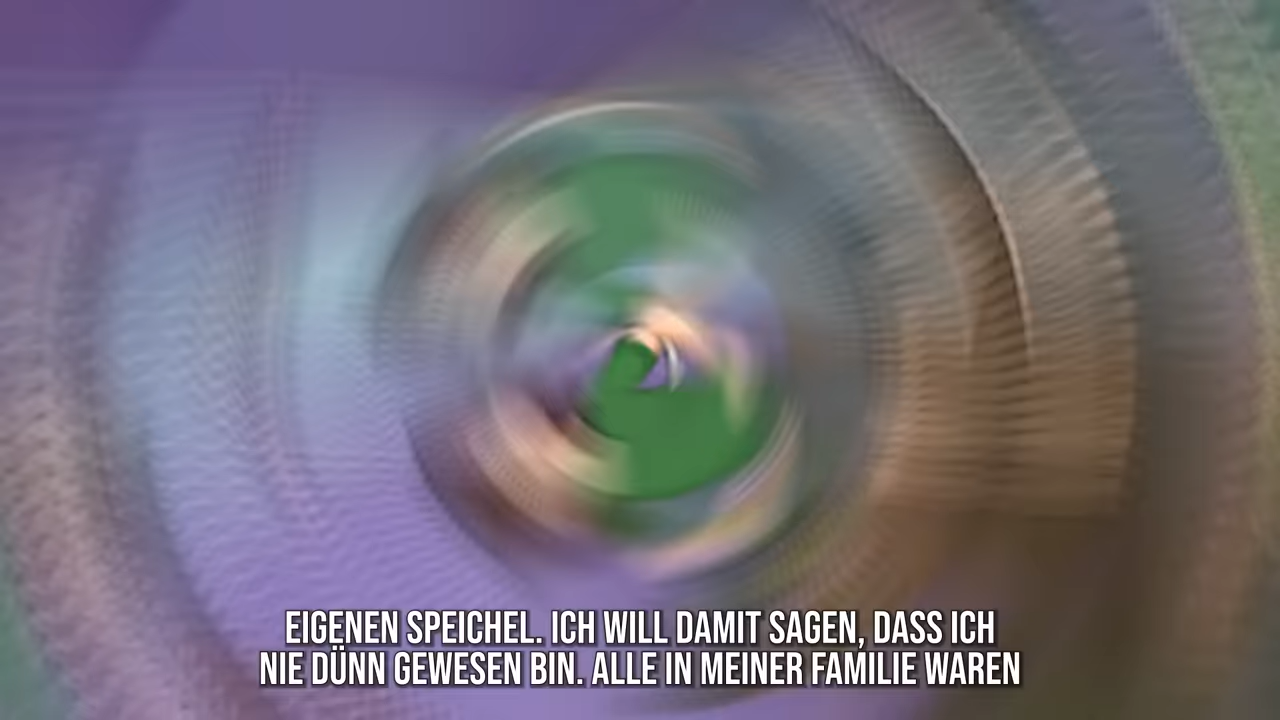 EIGENEN SPEICHEL. ICH WILL DAMIT SAGEN, DASS ICH
NIE DÜNN GEWESEN BIN. ALLE IN MEINER FAMILIE WAREN